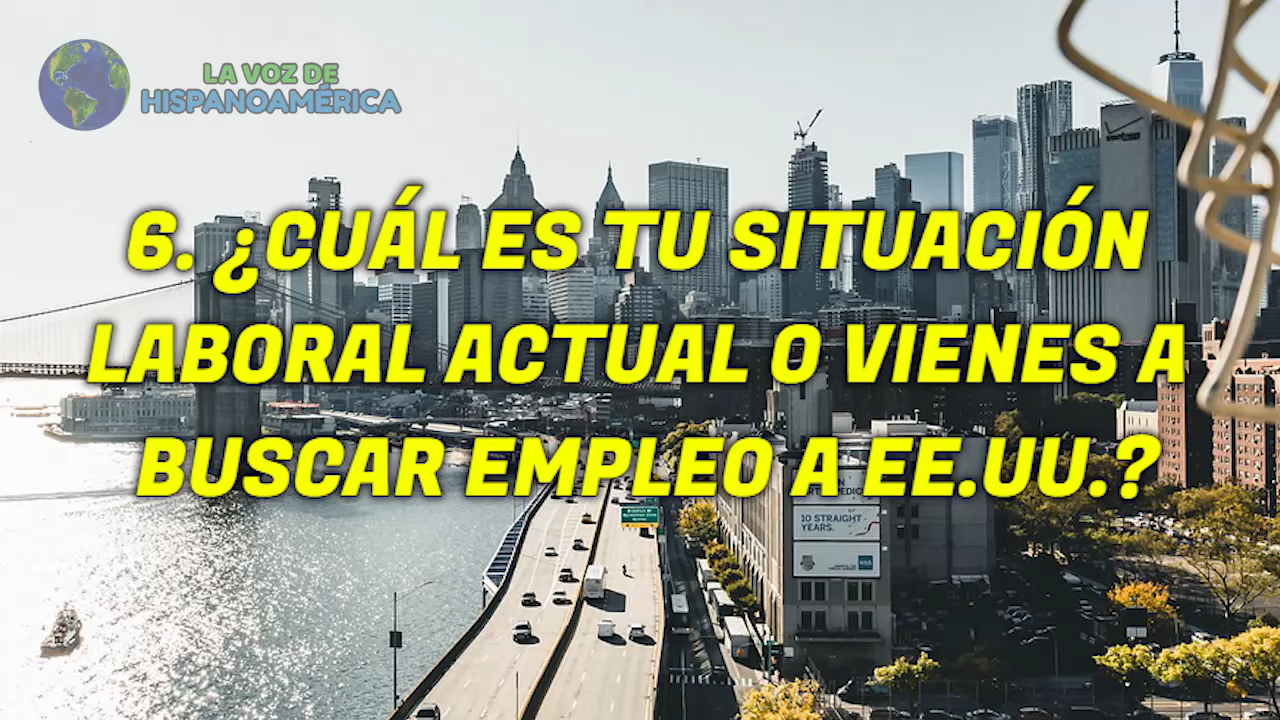 LA VOZ DE
HISPANOAMÉRICA
verizon
6. ¿CUÁL ES TU SITUACIÓN
LABORAL ACTUAL O VIENES A
BUSCAR EMPLEO A EE.UU.?
10 STRAIGHT
YEARS.